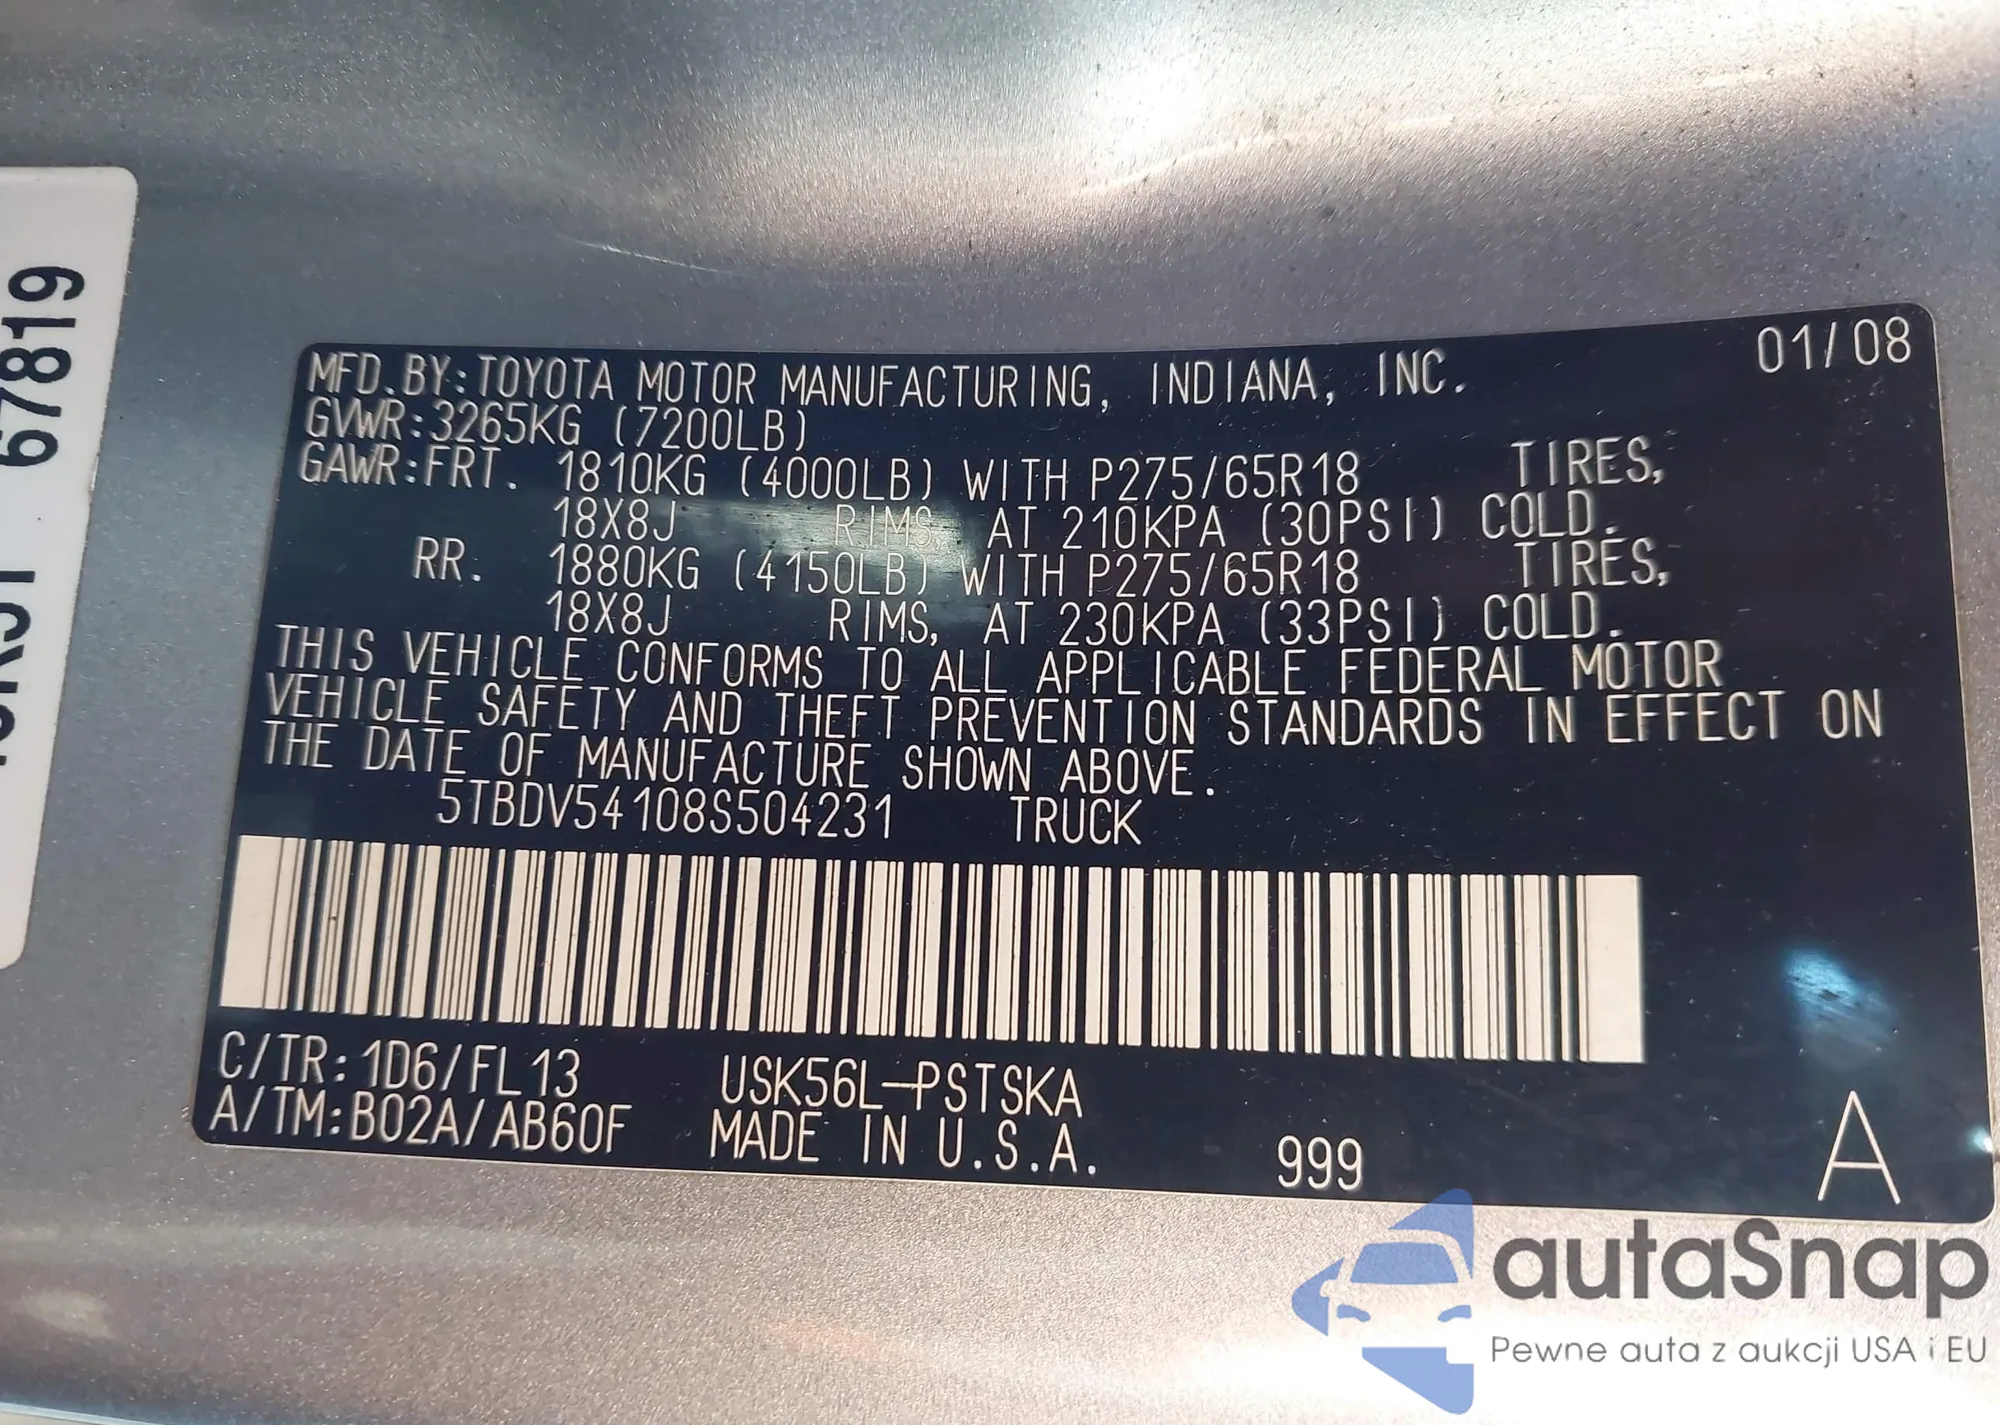 67819
MFD.BY:TOYOTA MOTOR MANUFACTURING, INDIANA, INC. 01/08
GVWR:3265KG (7200LB)
GAWR:FRT. 1810KG (4000LB) WITH P275/65R18 TIRES,
18X8J RIMS, AT 210KPA (30PSI) COLD.
RR. 1880KG (4150LB) WITH P275/65R18 TIRES,
18X8J RIMS, AT 230KPA (33PSI) COLD.
THIS VEHICLE CONFORMS TO ALL APPLICABLE FEDERAL MOTOR
VEHICLE SAFETY AND THEFT PREVENTION STANDARDS IN EFFECT ON
THE DATE OF MANUFACTURE SHOWN ABOVE.
5TBDV54108S504231 TRUCK
C/TR:1D6/FL13 USK56L-PSTSKA
A/TM:B02A/AB60F MADE IN U.S.A. 999 A
autaSnap
Pewne auta z aukcji USA i EU